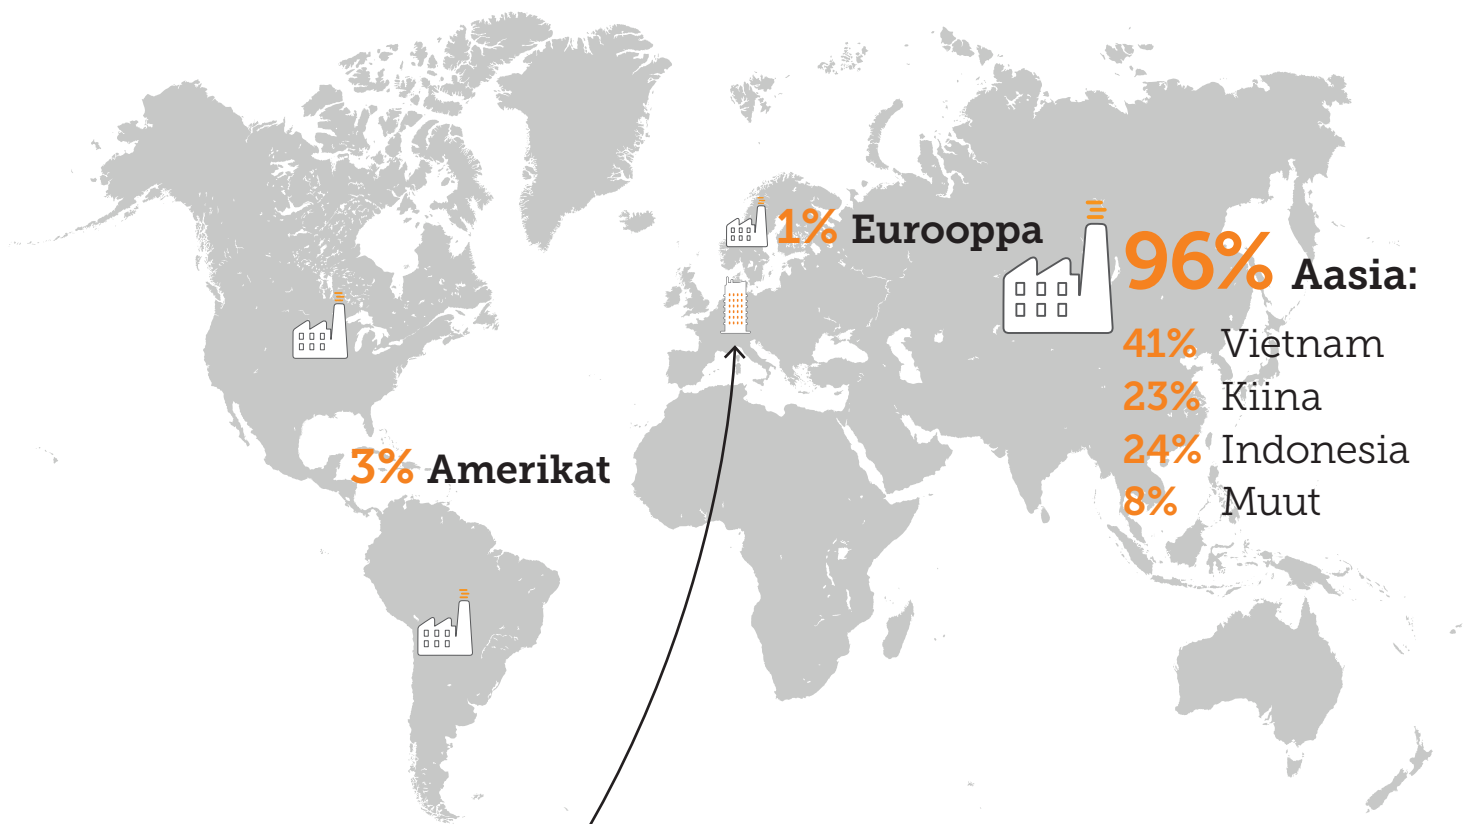 1% Eurooppa
96% Aasia:
41% Vietnam
23% Kiina
24% Indonesia
8% Muut
3% Amerikat